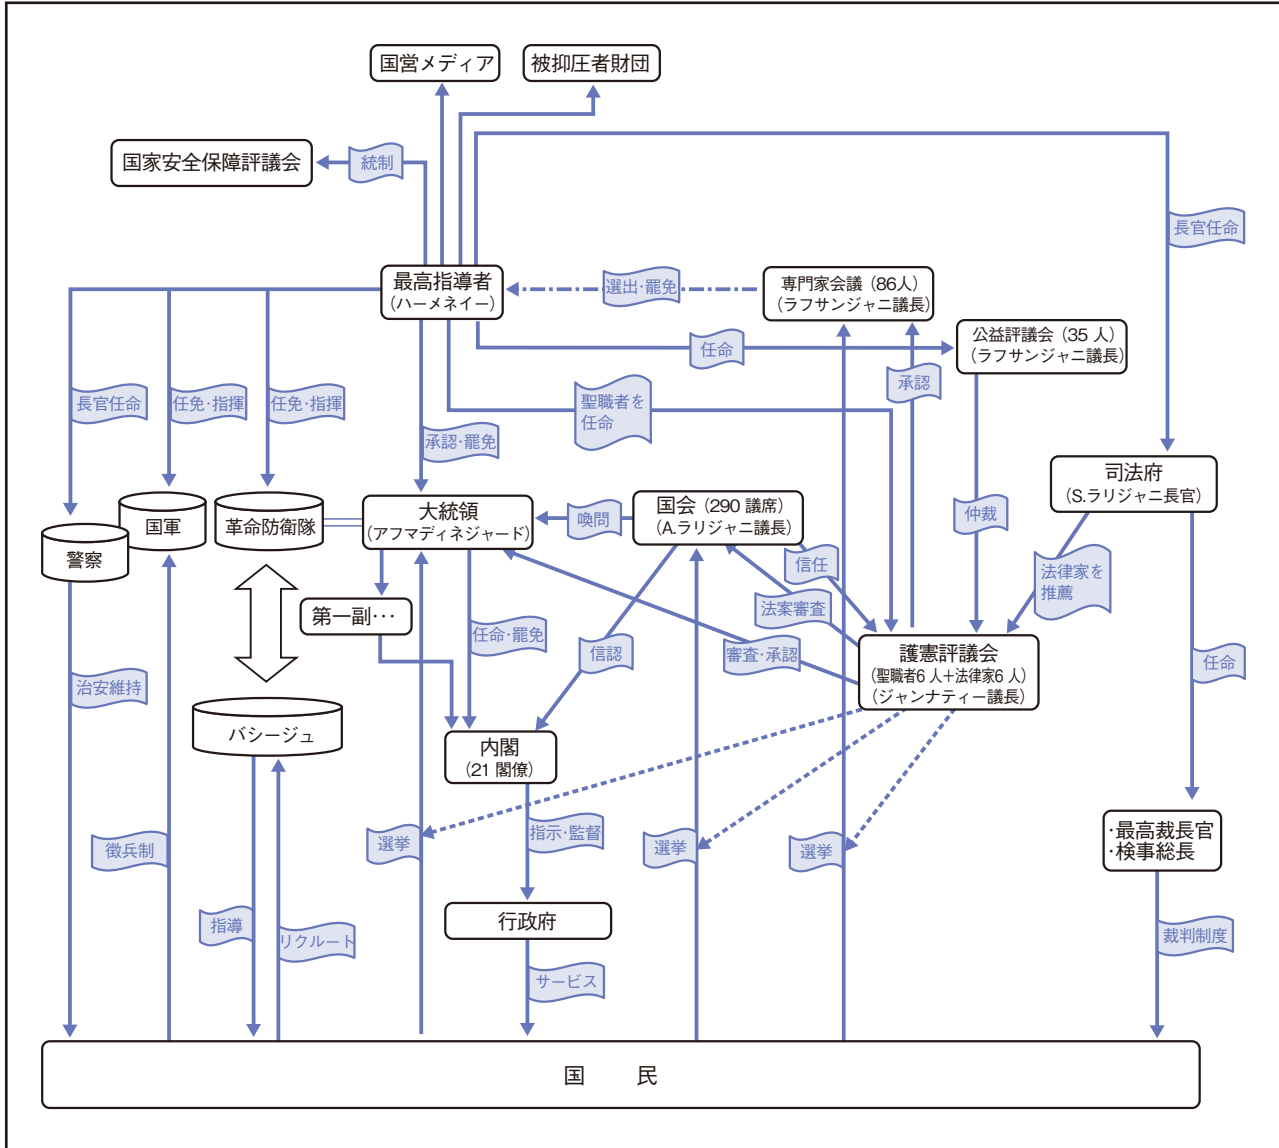 国営メディア
被抑圧者財団
国家安全保障評議会
統制
長官任命
最高指導者
(ハーメネイー)
選出・罷免
専門家会議(86人)
(ラフサンジャニ議長)
任命
公益評議会(35 人)
(ラフサンジャニ議長)
承認
長官任命
任免・指揮
任免・指揮
聖職者を
任命
承認・罷免
司法府
(S.ラリジャニ長官)
国軍
革命防衛隊
警察
大統領
(アフマディネジャード)
喚問
国会(290 議席)
(A.ラリジャニ議長)
仲裁
信任
法律家を
推薦
法案審査
第一副…
任命・罷免
信認
審査・承認
護憲評議会
(聖職者6 人+法律家6 人)
(ジャンナティー議長)
任命
治安維持
バシージュ
内閣
(21 閣僚)
指示・監督
選挙
選挙
選挙
徴兵制
・最高裁長官
・検事総長
指導
リクルート
行政府
裁判制度
サービス
国 民